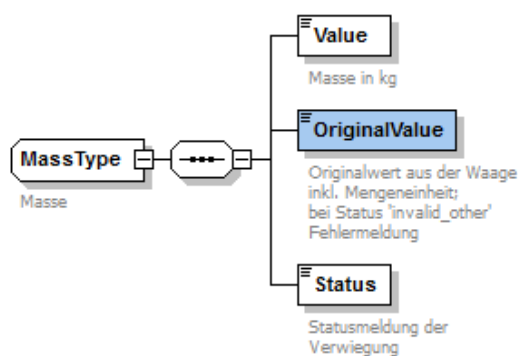 Value
Masse in kg
OriginalValue
Originalwert aus der Waage
inkl. Mengeneinheit;
bei Status 'invalid_other'
Fehlermeldung
MassType
Masse
Status
Statusmeldung der
Verwiegung